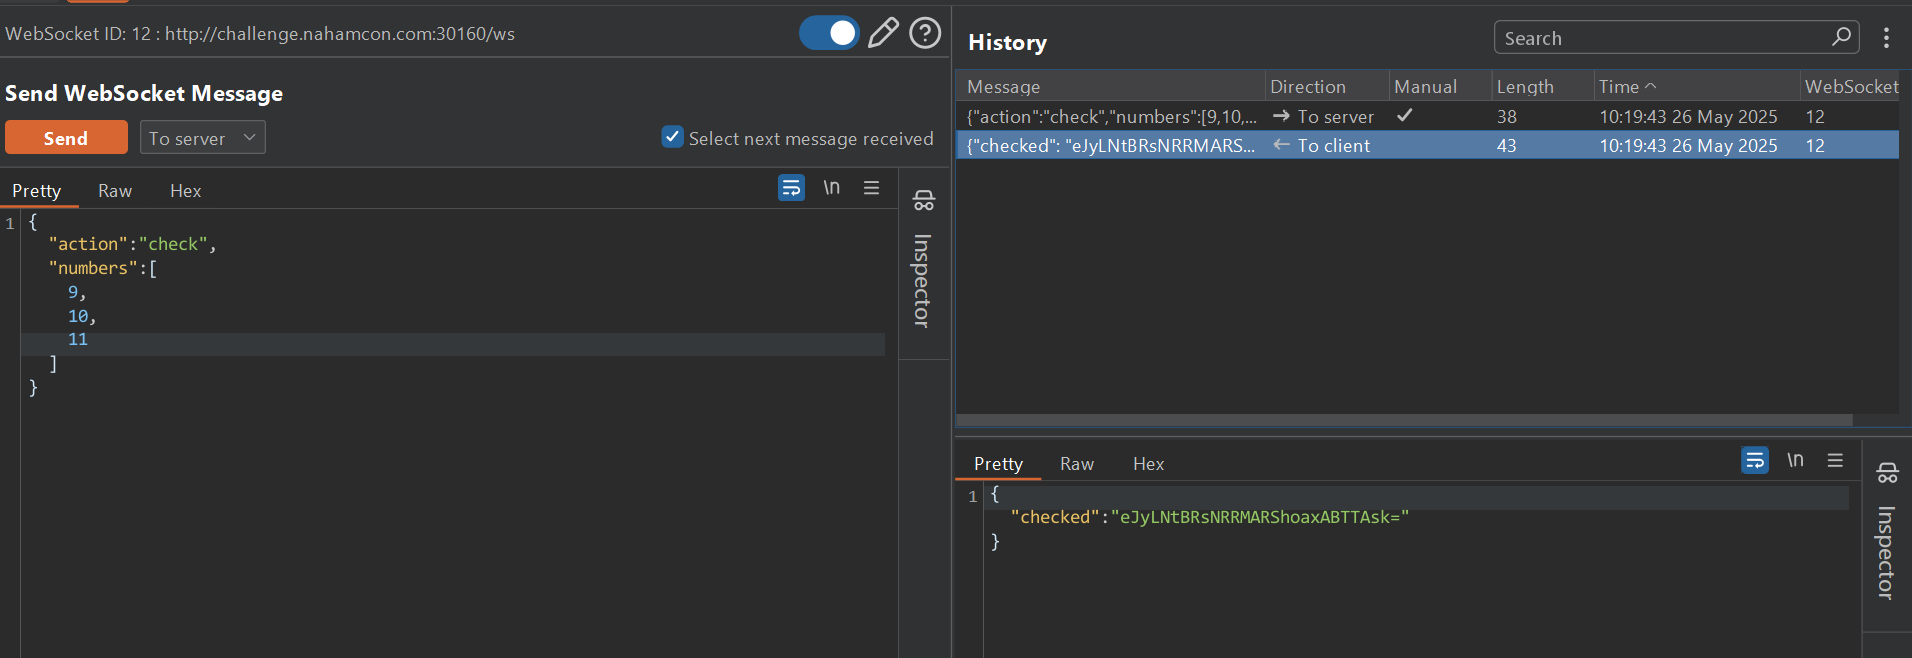 WebSocket ID: 12 : http://challenge.nahamcon.com:30160/ws
Send WebSocket Message
Send
To server
Select next message received
Pretty
Raw
Hex
\n
1
{
"action":"check",
"numbers":[
9,
10,
11
]
}
Inspector
History
Search
Message Direction Manual Length Time WebSocket
{"action":"check","numbers":[9,10,... → To server ✓ 38 10:19:43 26 May 2025 12
{"checked": "eJyLNtBRsNRRMARS... ← To client 43 10:19:43 26 May 2025 12
Pretty
Raw
Hex
\n
1
{
"checked":"eJyLNtBRsNRRMARShoaxABTTAsk="
}
Inspector